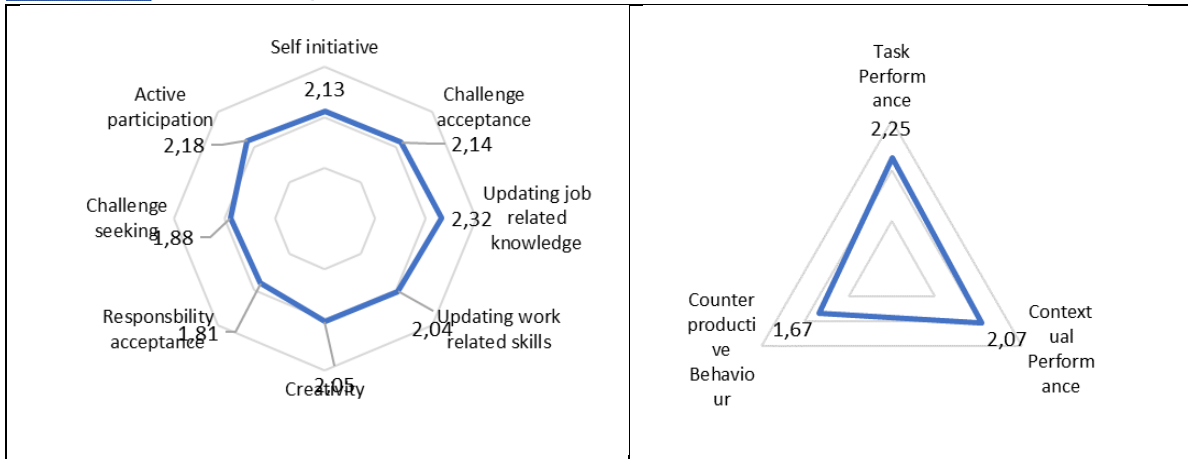 Self initiative
2,13
Challenge
acceptance
2,14
Updating job
related
knowledge
2,32
Updating work
related skills
2,04
Creativity
2,05
Responsbility
acceptance
1,81
Challenge
seeking
1,88
Active
participation
2,18
Task
Perform
ance
2,25
Context
ual
Perform
ance
2,07
Counter
producti
ve
Behaviou
ur
1,67